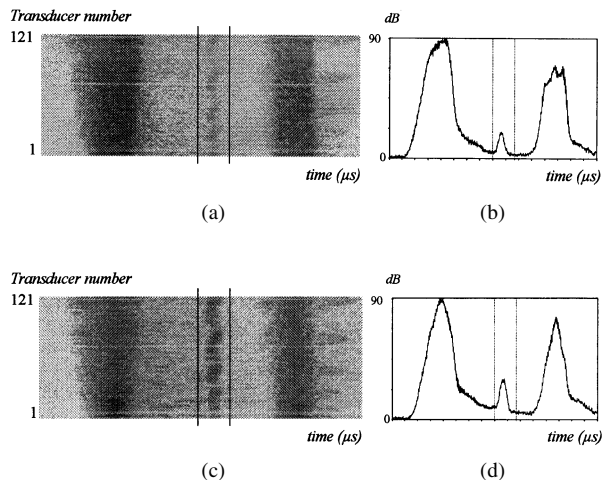 Transducer number
121
1
time (μs)
(a)
dB
90
0
time (μs)
(b)
Transducer number
121
1
time (μs)
(c)
dB
90
0
time (μs)
(d)